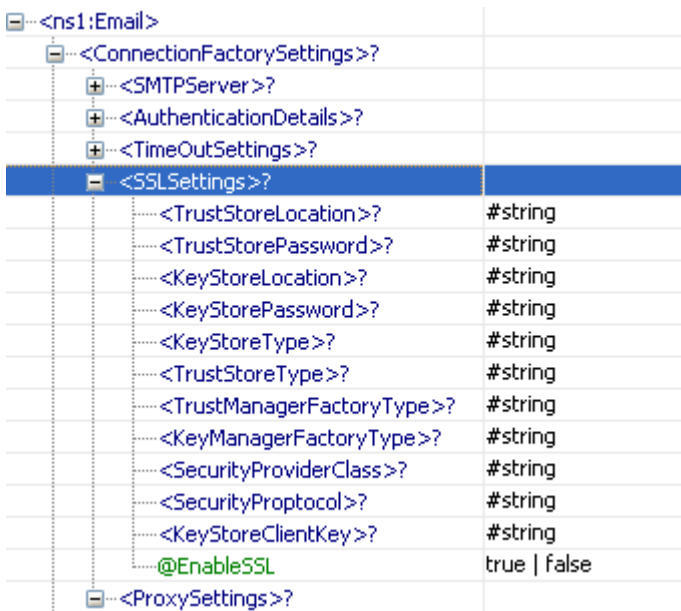 <ns1:Email>
<ConnectionFactorySettings>?
<SMTPServer>?
<AuthenticationDetails>?
<TimeOutSettings>?
<SSLSettings>?
<TrustStoreLocation>? #string
<TrustStorePassword>? #string
<KeyStoreLocation>? #string
<KeyStorePassword>? #string
<KeyStoreType>? #string
<TrustStoreType>? #string
<TrustManagerFactoryType>? #string
<KeyManagerFactoryType>? #string
<SecurityProviderClass>? #string
<SecurityProptocol>? #string
<KeyStoreClientKey>? #string
@EnableSSL true | false
<ProxySettings>?